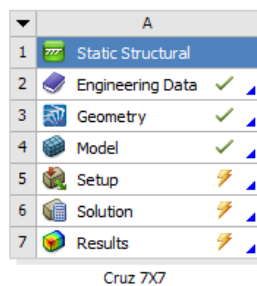 A
1 Static Structural
2 Engineering Data
3 Geometry
4 Model
5 Setup
6 Solution
7 Results
Cruz 7X7